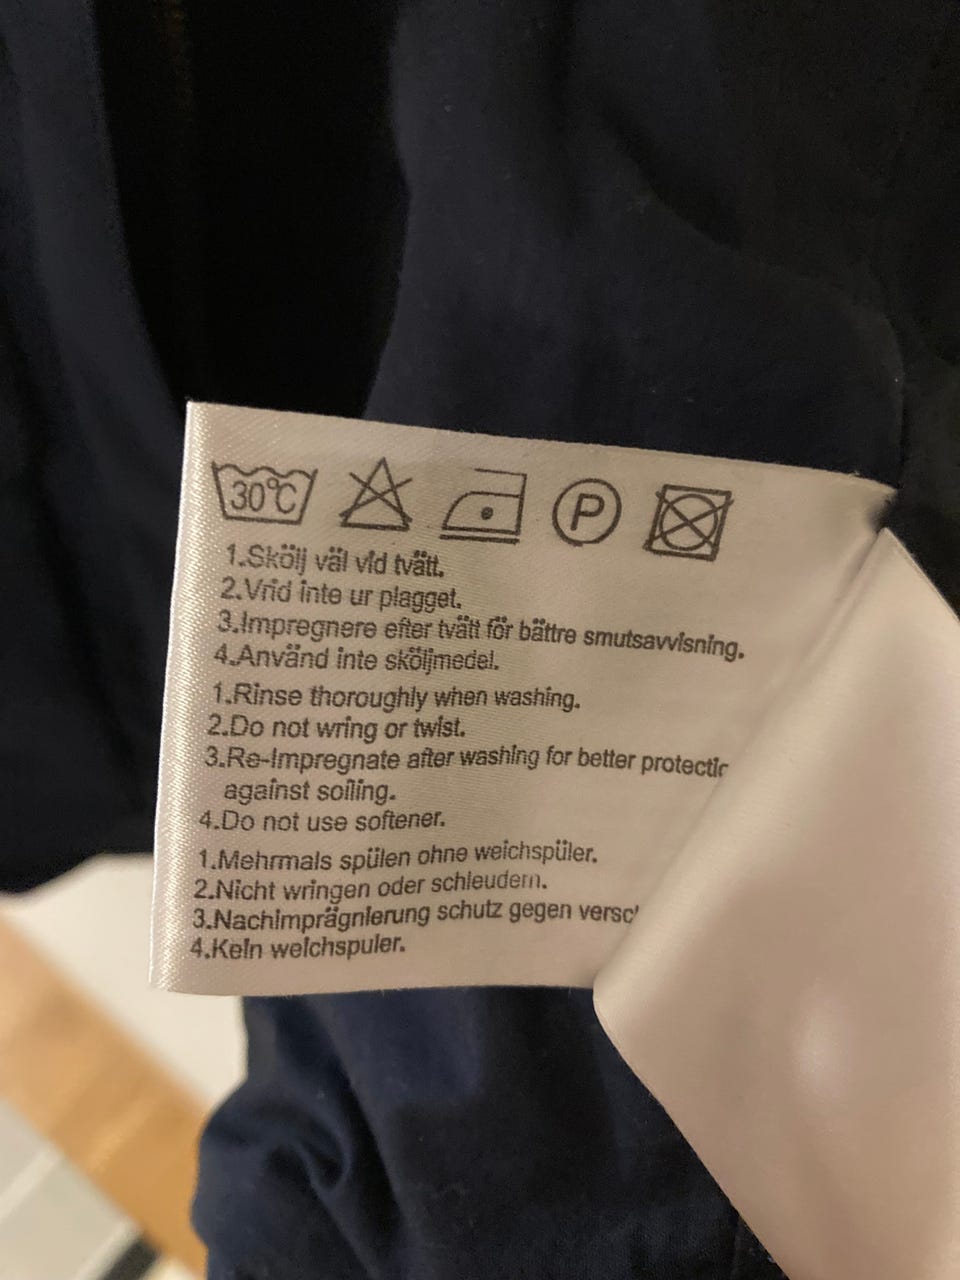 30°C
P
1.Skölj väl vid tvätt.
2.Vrid inte ur plagget.
3.Impregnere efter tvätt för bättre smutsavvisning.
4.Använd inte sköljmedel.
1.Rinse thoroughly when washing.
2.Do not wring or twist.
3.Re-Impregnate after washing for better protectic
against soiling.
4.Do not use softener.
1.Mehrmals spülen ohne weichspüler.
2.Nicht wringen oder schleudern.
3.Nachimprägnierung schutz gegen versc
4.Kein weichspuler.